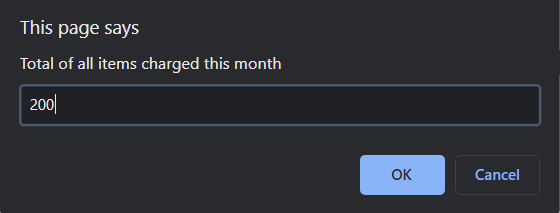 This page says
Total of all items charged this month
200
OK Cancel